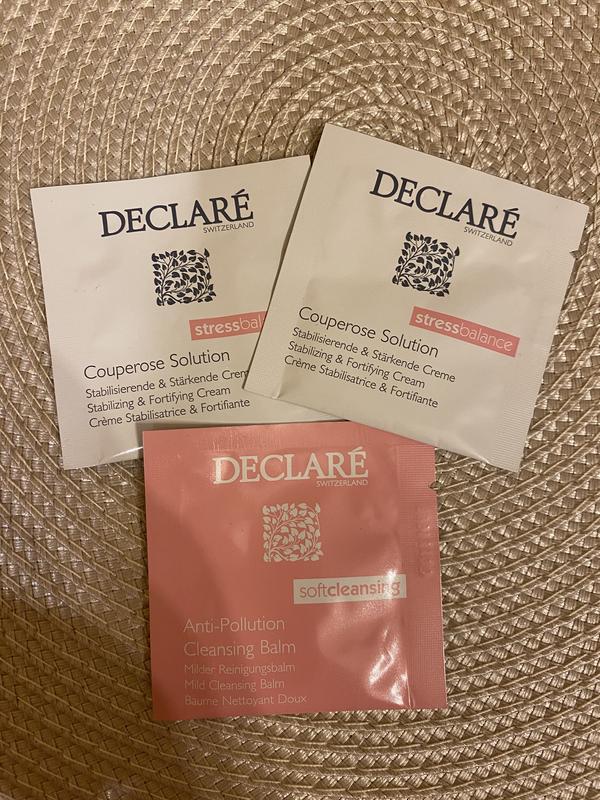 DECLARÉ
SWITZERLAND
stressbal
Couperose Solution
Stabilisierende & Stärkende Crem
Stabilizing & Fortifying Cream
Crème Stabilisatrice & Fortifiante
DECLARÉ
SWITZERLAND
stressbalance
Couperose Solution
Stabilisierende & Stärkende Creme
Stabilizing & Fortifying Cream
Crème Stabilisatrice & Fortifiante
DECLARÉ
SWITZERLAND
softcleansing
Anti-Pollution
Cleansing Balm
Milder Reinigungsbalm
Mild Cleansing Balm
Baume Nettoyant Doux